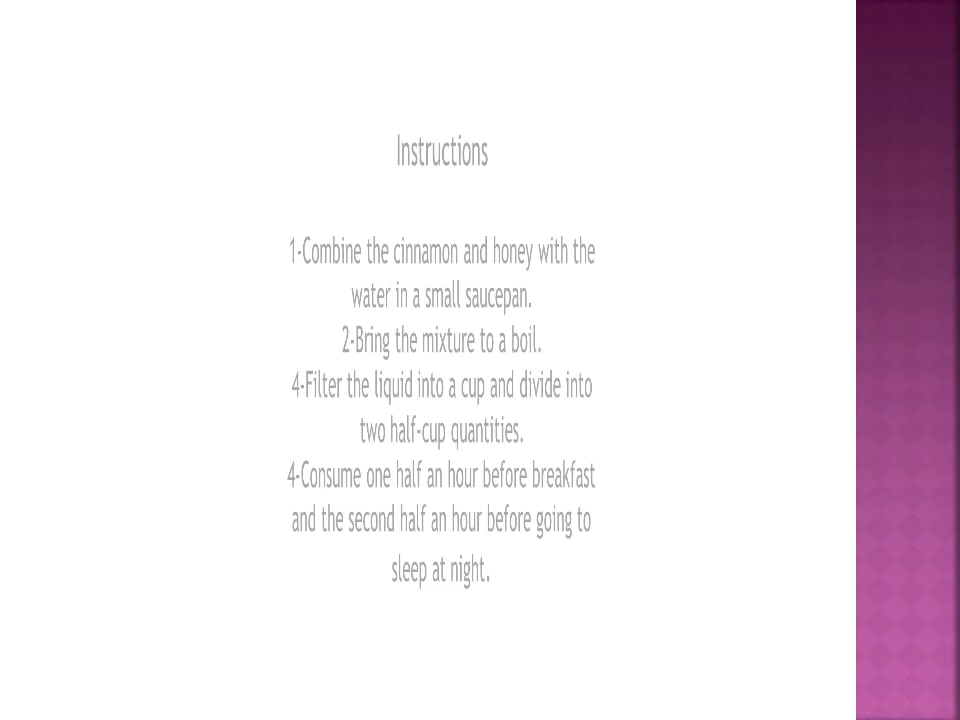 Instructions
1-Combine the cinnamon and honey with the
water in a small saucepan.
2-Bring the mixture to a boil.
4-Filter the liquid into a cup and divide into
two half-cup quantities.
4-Consume one half an hour before breakfast
and the second half an hour before going to
sleep at night.